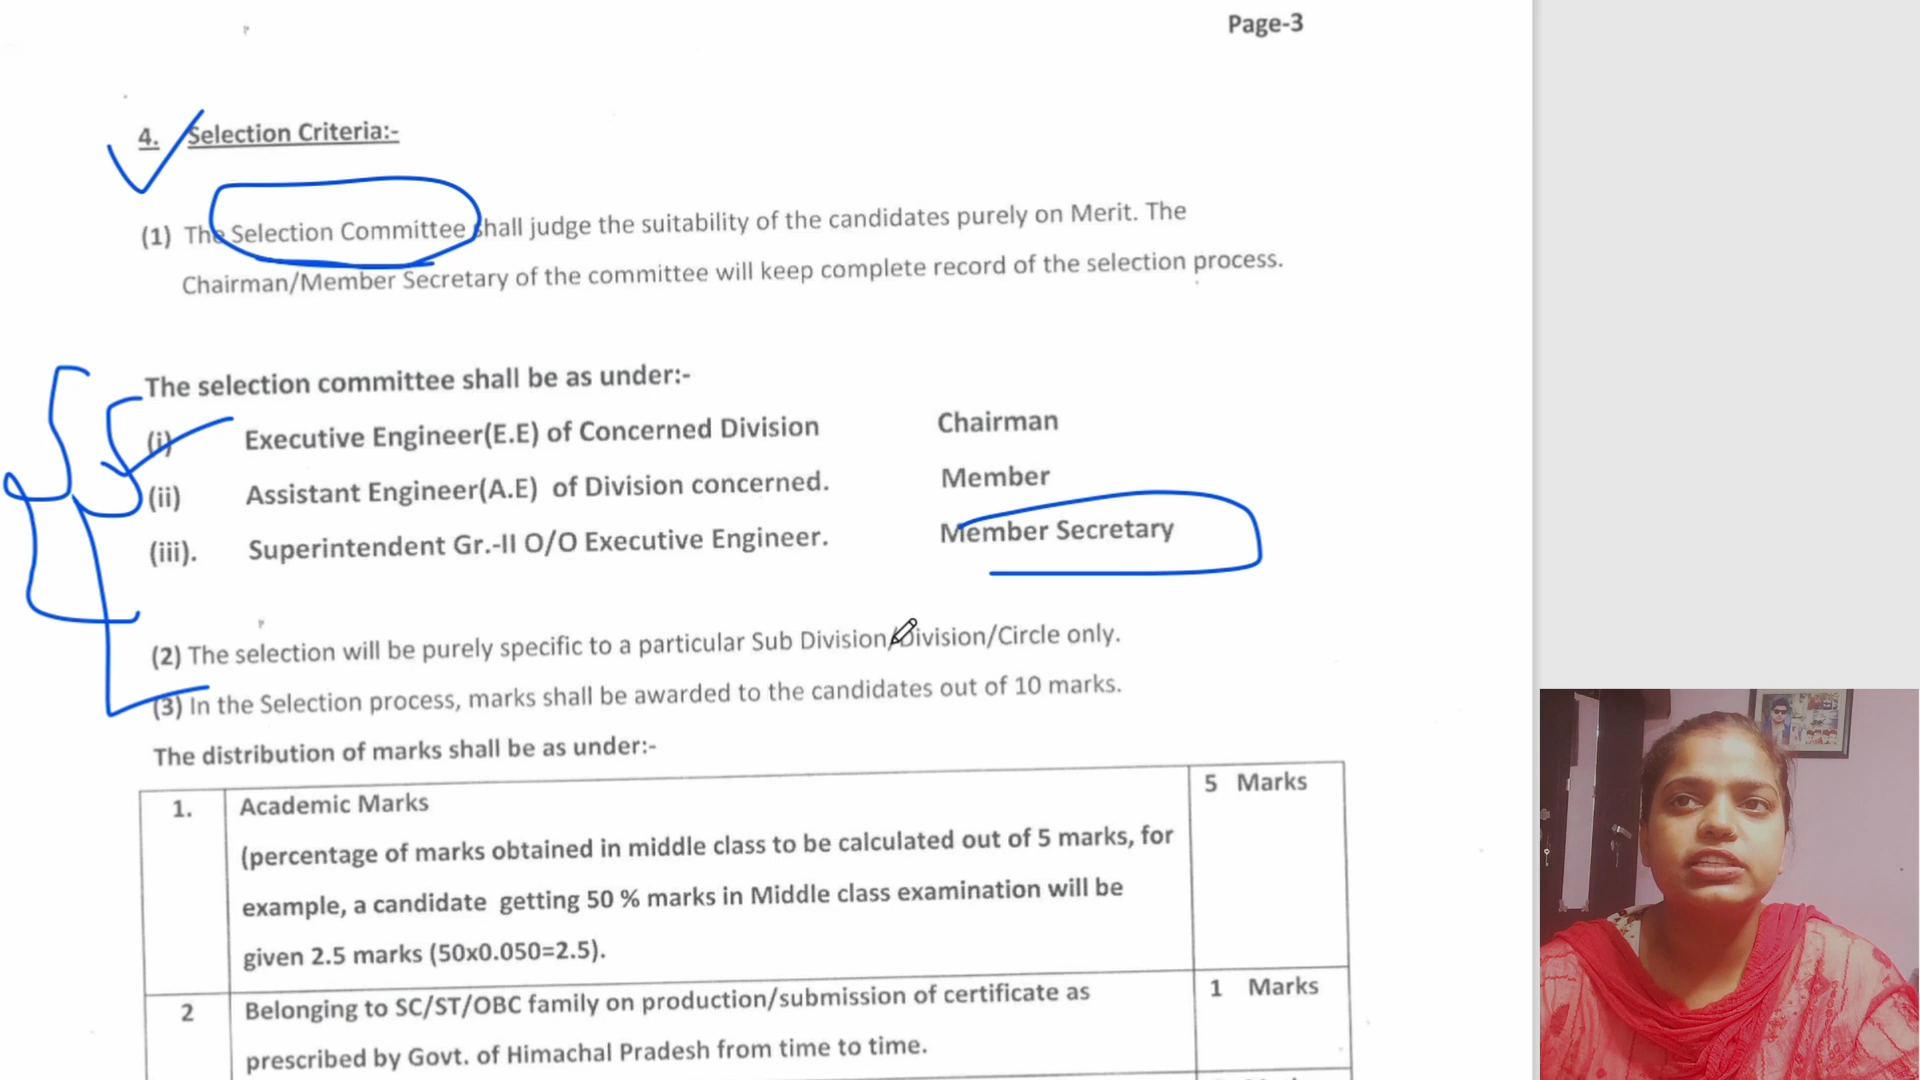 Page-3
4. Selection Criteria:-
(1) The Selection Committee shall judge the suitability of the candidates purely on Merit. The
Chairman/Member Secretary of the committee will keep complete record of the selection process.
The selection committee shall be as under:-
(i) Executive Engineer(E.E) of Concerned Division Chairman
(ii) Assistant Engineer(A.E) of Division concerned. Member
(iii). Superintendent Gr.-II O/O Executive Engineer. Member Secretary
(2) The selection will be purely specific to a particular Sub Division/Division/Circle only.
(3) In the Selection process, marks shall be awarded to the candidates out of 10 marks.
The distribution of marks shall be as under:-
1. Academic Marks 5 Marks
(percentage of marks obtained in middle class to be calculated out of 5 marks, for
example, a candidate getting 50 % marks in Middle class examination will be
given 2.5 marks (50x0.050=2.5).
2 Belonging to SC/ST/OBC family on production/submission of certificate as 1 Marks
prescribed by Govt. of Himachal Pradesh from time to time.